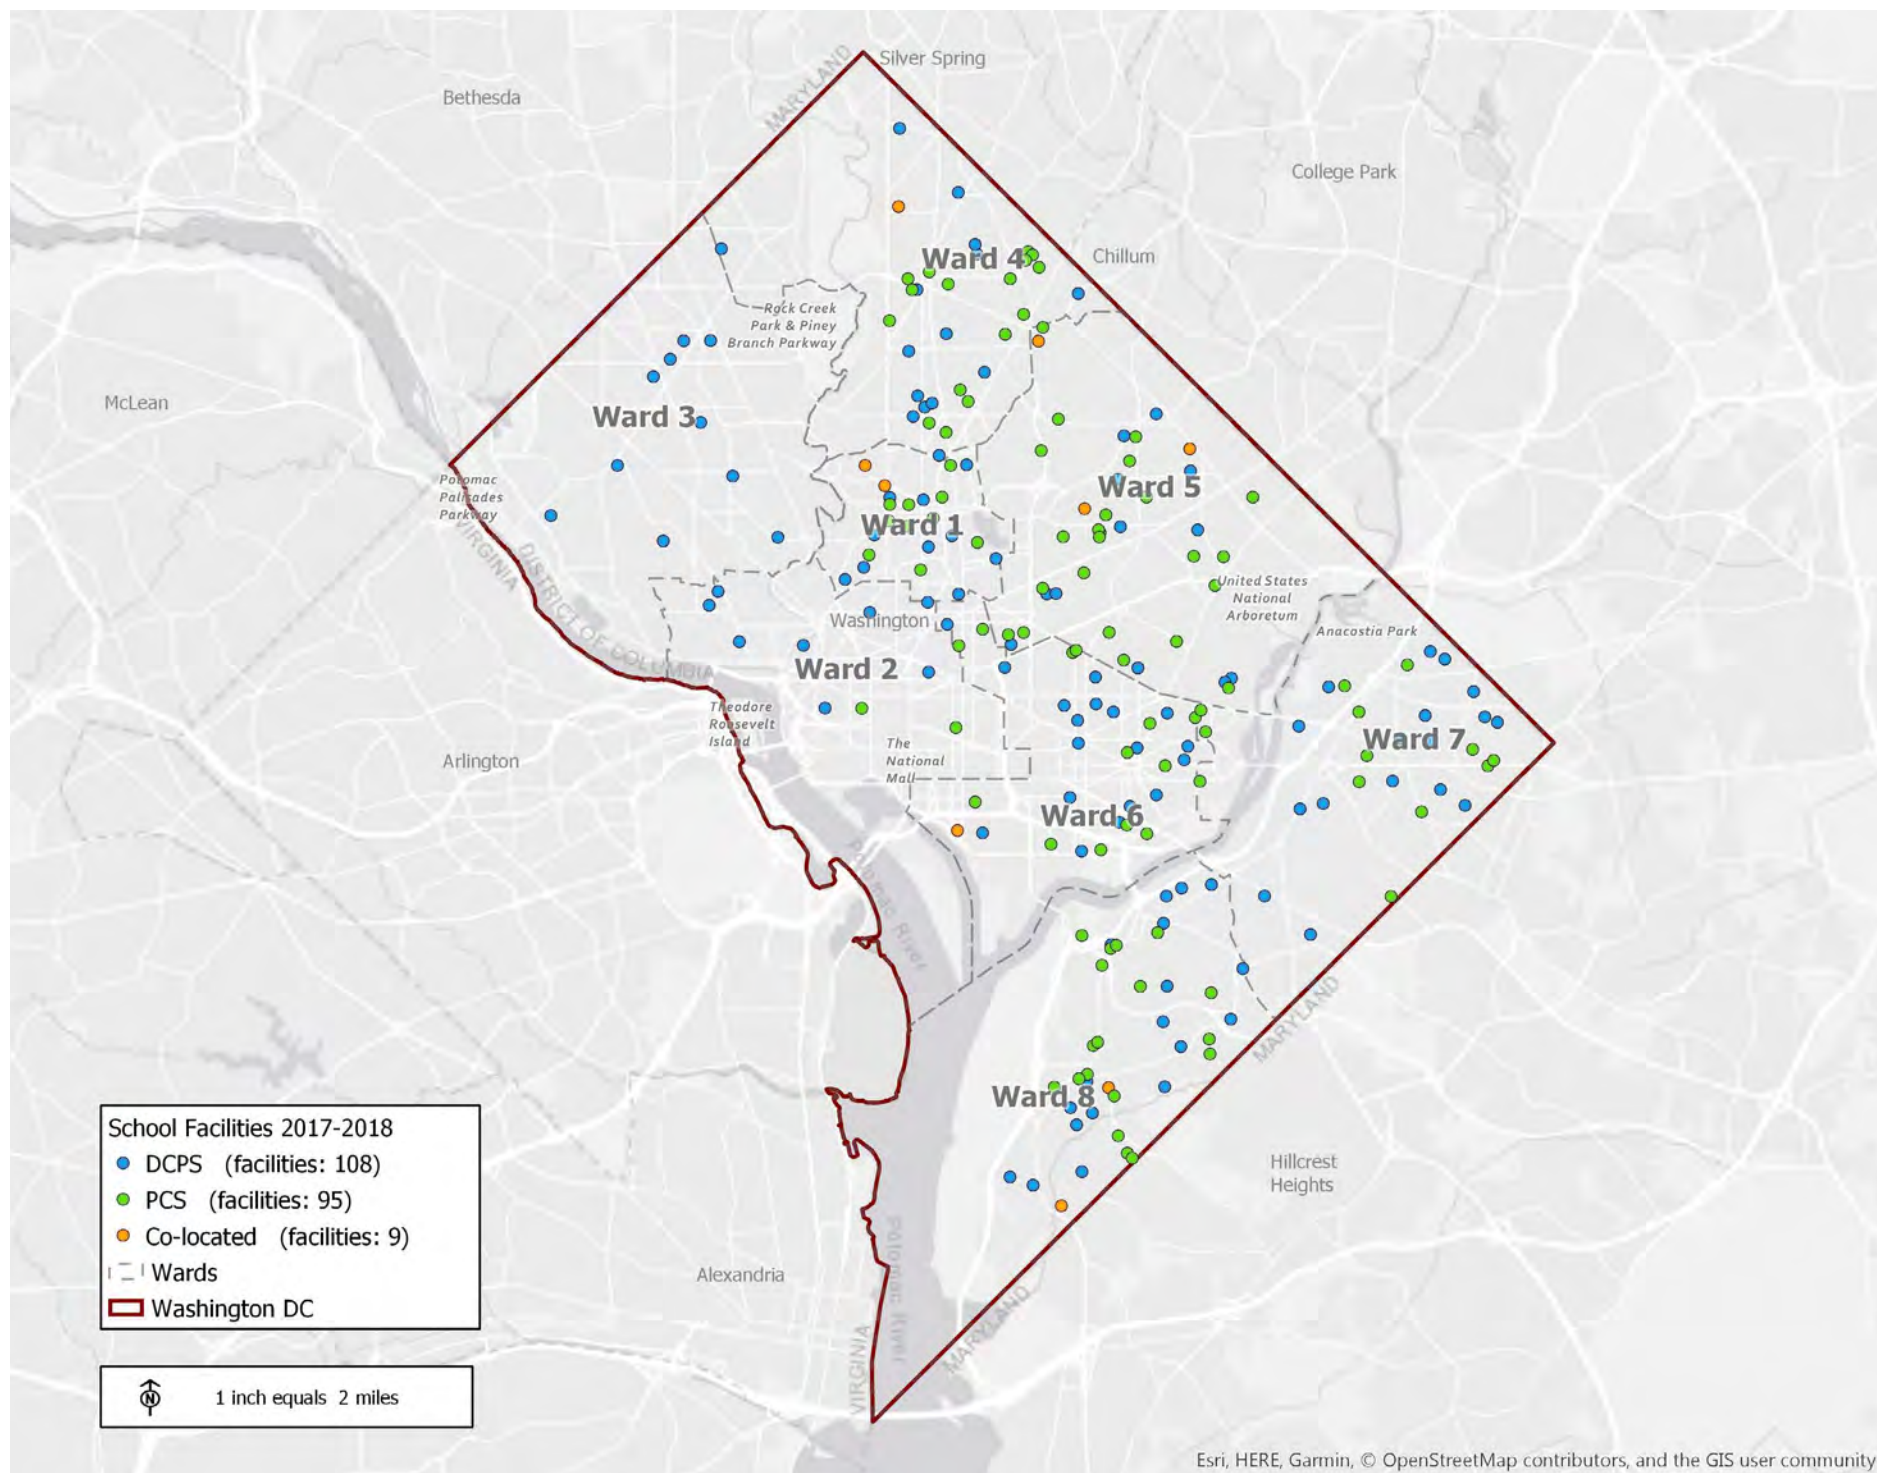 MARYLAND
Silver Spring
Bethesda
College Park
Ward 4
Chillum
Rock Creek
Park & Piney
Branch Parkway
McLean
Ward 3
Potomac
Palisades
Parkway
Ward 5
Ward 1
VIRGINIA
DISTRICT OF COLUMBIA
United States
National
Arboretum
Washington
Anacostia Park
Ward 2
Theodore
Roosevelt
Island
The
National
Mall
Ward 7
Arlington
Ward 6
Potomac River
MARYLAND
Ward 8
Hillcrest
Heights
School Facilities 2017-2018
DCPS (facilities: 108)
PCS (facilities: 95)
Co-located (facilities: 9)
Wards
Washington DC
Alexandria
Potomac River
MARYLAND
VIRGINIA
N
1 inch equals 2 miles
Esri, HERE, Garmin, © OpenStreetMap contributors, and the GIS user community